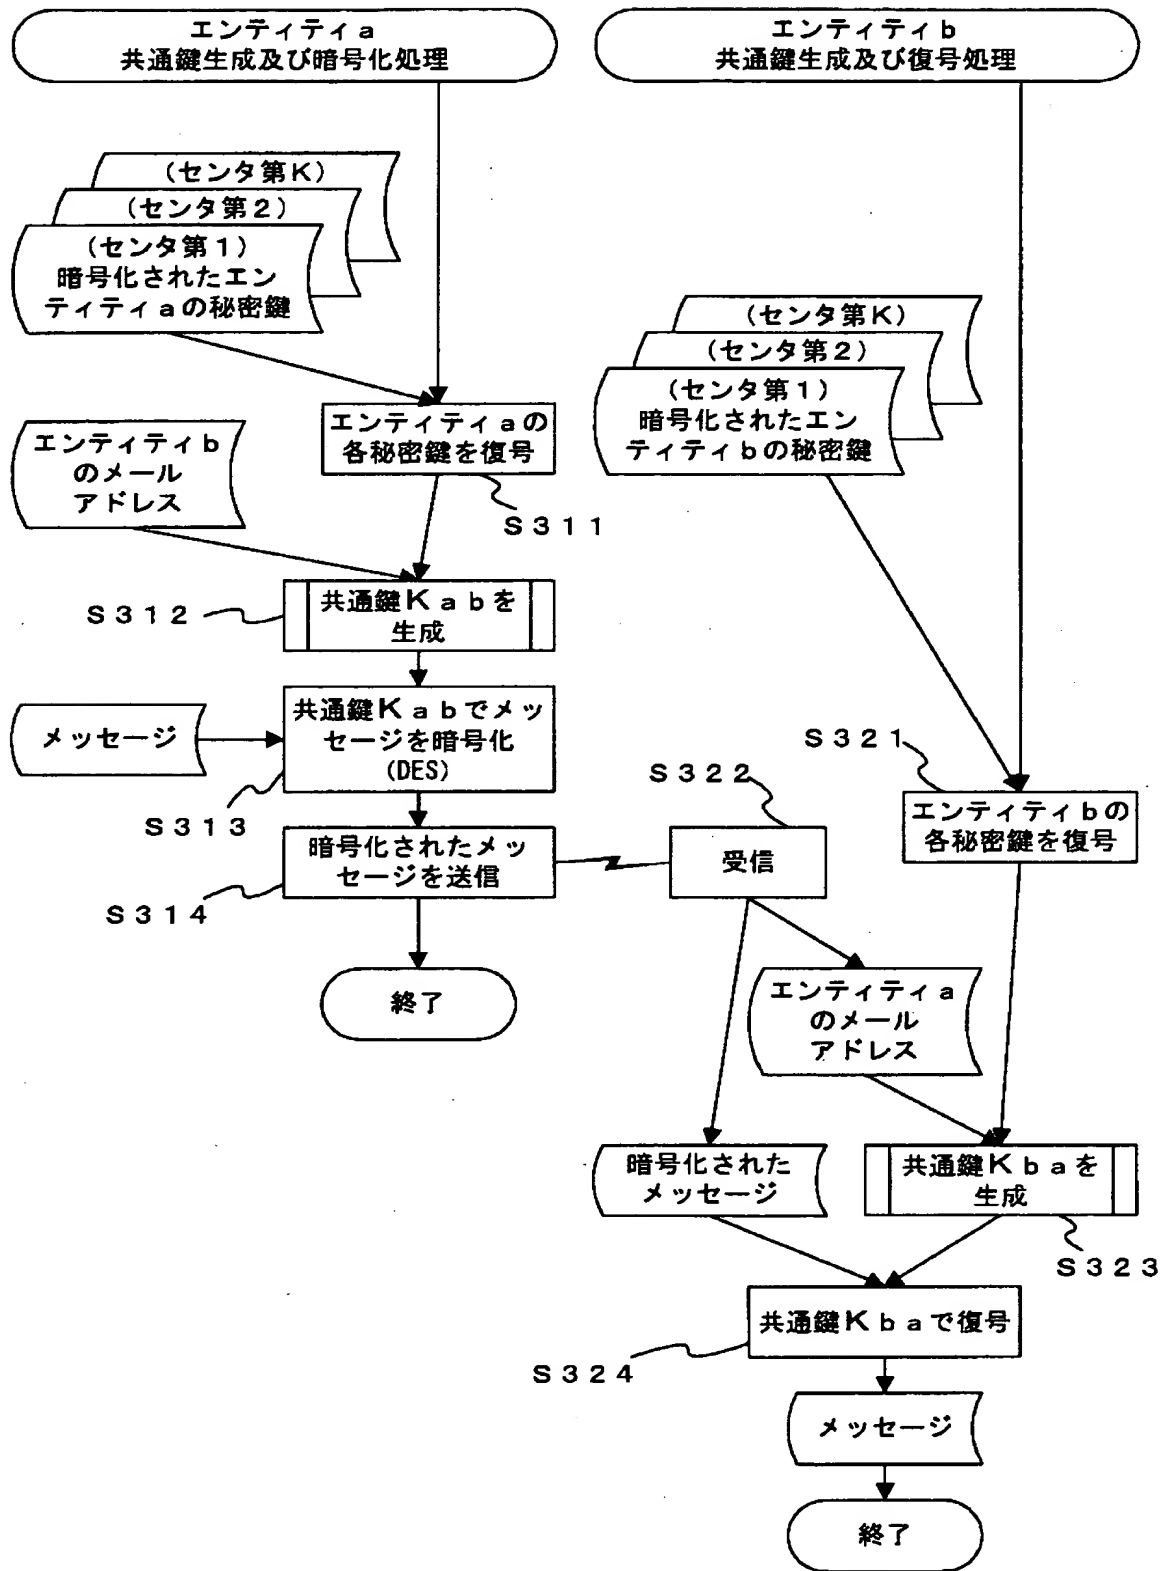 エンティティａ
共通鍵生成及び暗号化処理
エンティティｂ
共通鍵生成及び復号処理
（センタ第Ｋ）
（センタ第２）
（センタ第１）
暗号化されたエン
ティティａの秘密鍵
エンティティａの
各秘密鍵を復号
Ｓ３１１
エンティティｂ
のメール
アドレス
Ｓ３１２
共通鍵Ｋａｂを
生成
メッセージ
共通鍵Ｋａｂでメッ
セージを暗号化
(DES)
Ｓ３１３
暗号化されたメッ
セージを送信
Ｓ３１４
終了
（センタ第Ｋ）
（センタ第２）
（センタ第１）
暗号化されたエン
ティティｂの秘密鍵
Ｓ３２１
エンティティｂの
各秘密鍵を復号
Ｓ３２２
受信
エンティティａ
のメール
アドレス
暗号化された
メッセージ
共通鍵Ｋｂａを
生成
Ｓ３２３
共通鍵Ｋｂａで復号
Ｓ３２４
メッセージ
終了